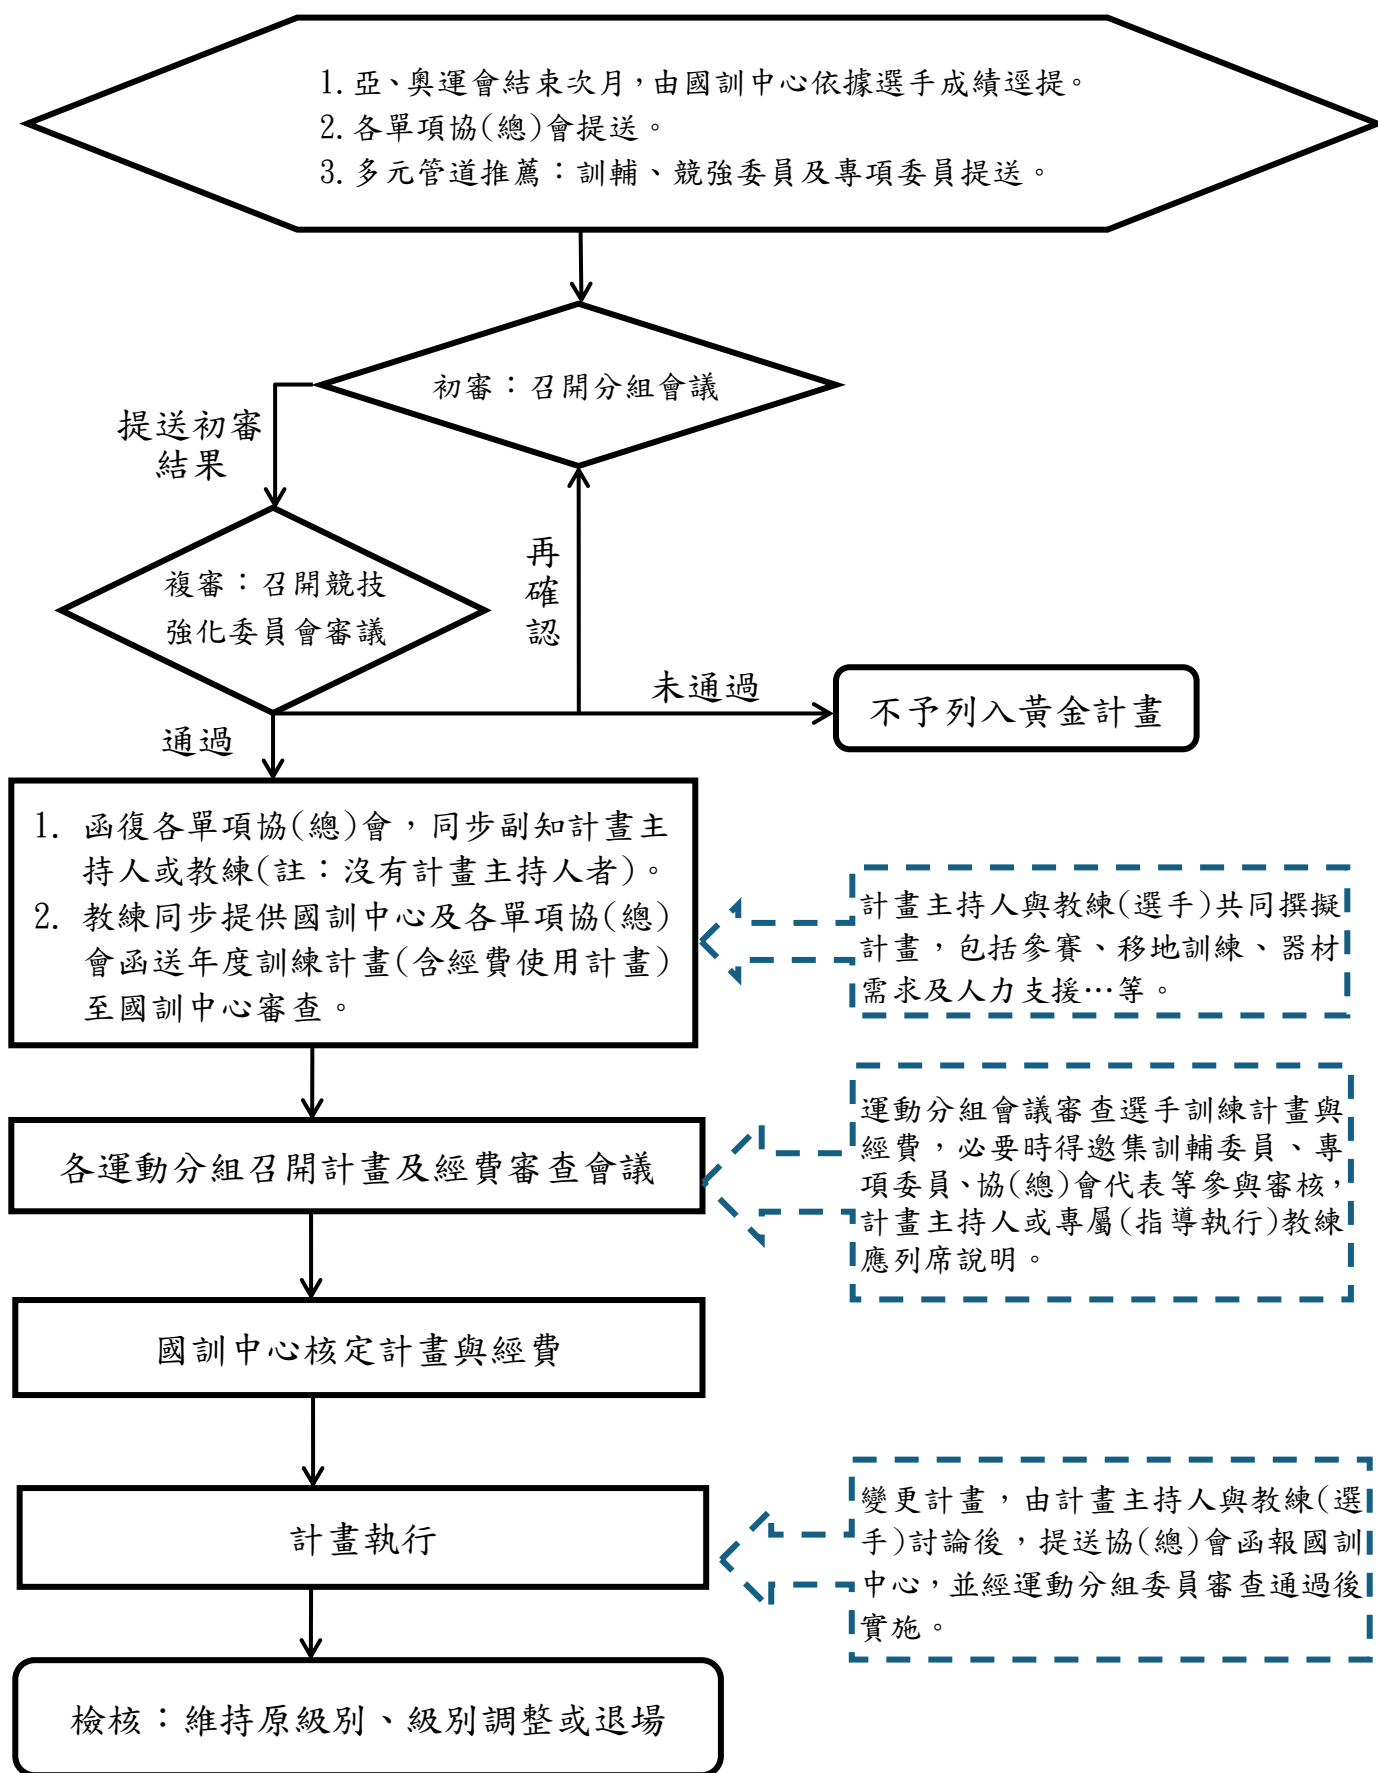 1. 亞、奧運會結束次月，由國訓中心依據選手成績逕提。
2. 各單項協(總)會提送。
3. 多元管道推薦：訓輔、競強委員及專項委員提送。
初審：召開分組會議
提送初審
結果
複審：召開競技
強化委員會審議
再
確
認
未通過
不予列入黃金計畫
通過
1. 函復各單項協(總)會，同步副知計畫主
持人或教練(註：沒有計畫主持人者)。
2. 教練同步提供國訓中心及各單項協(總)
會函送年度訓練計畫(含經費使用計畫)
至國訓中心審查。
計畫主持人與教練(選手)共同撰擬
計畫，包括參賽、移地訓練、器材
需求及人力支援…等。
各運動分組召開計畫及經費審查會議
運動分組會議審查選手訓練計畫與
經費，必要時得邀集訓輔委員、專
項委員、協(總)會代表等參與審核，
計畫主持人或專屬(指導執行)教練
應列席說明。
國訓中心核定計畫與經費
計畫執行
變更計畫，由計畫主持人與教練(選
手)討論後，提送協(總)會函報國訓
中心，並經運動分組委員審查通過後
實施。
檢核：維持原級別、級別調整或退場